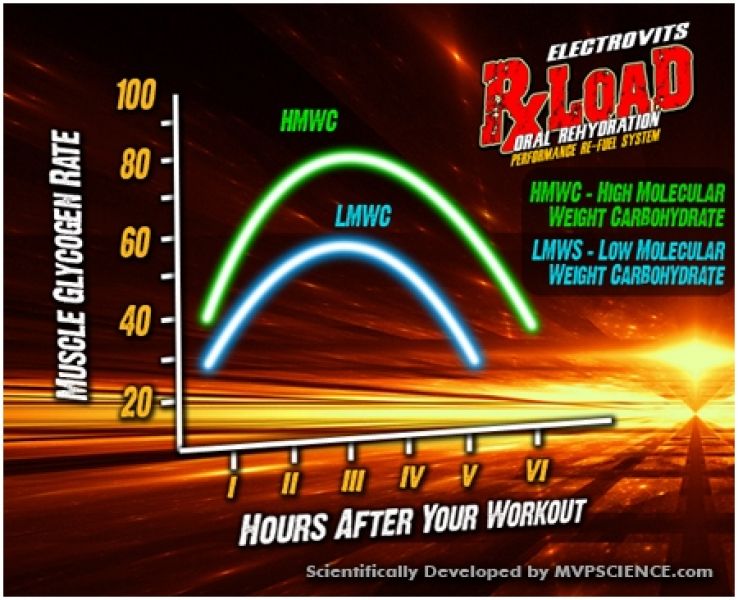 ELECTROVITS
RXLOAD
ORAL REHYDRATION
PERFORMANCE RE-FUEL SYSTEM
HMWC - HIGH MOLECULAR
WEIGHT CARBOHYDRATE
LMWS - LOW MOLECULAR
WEIGHT CARBOHYDRATE
MUSCLE GLYCOGEN RATE
100
80
60
40
20
HMWC
LMWC
I II III IV V VI
HOURS AFTER YOUR WORKOUT
Scientifically Developed by MVPSCIENCE.com